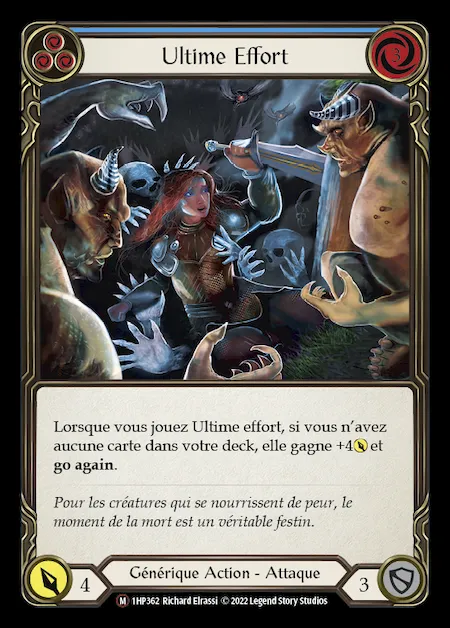 Ultime Effort
3
Lorsque vous jouez Ultime effort, si vous n'avez
aucune carte dans votre deck, elle gagne +4 et
go again.
Pour les créatures qui se nourrissent de peur, le
moment de la mort est un véritable festin.
4
Générique Action - Attaque
3
M 1HP362 Richard Elrassi © 2022 Legend Story Studios